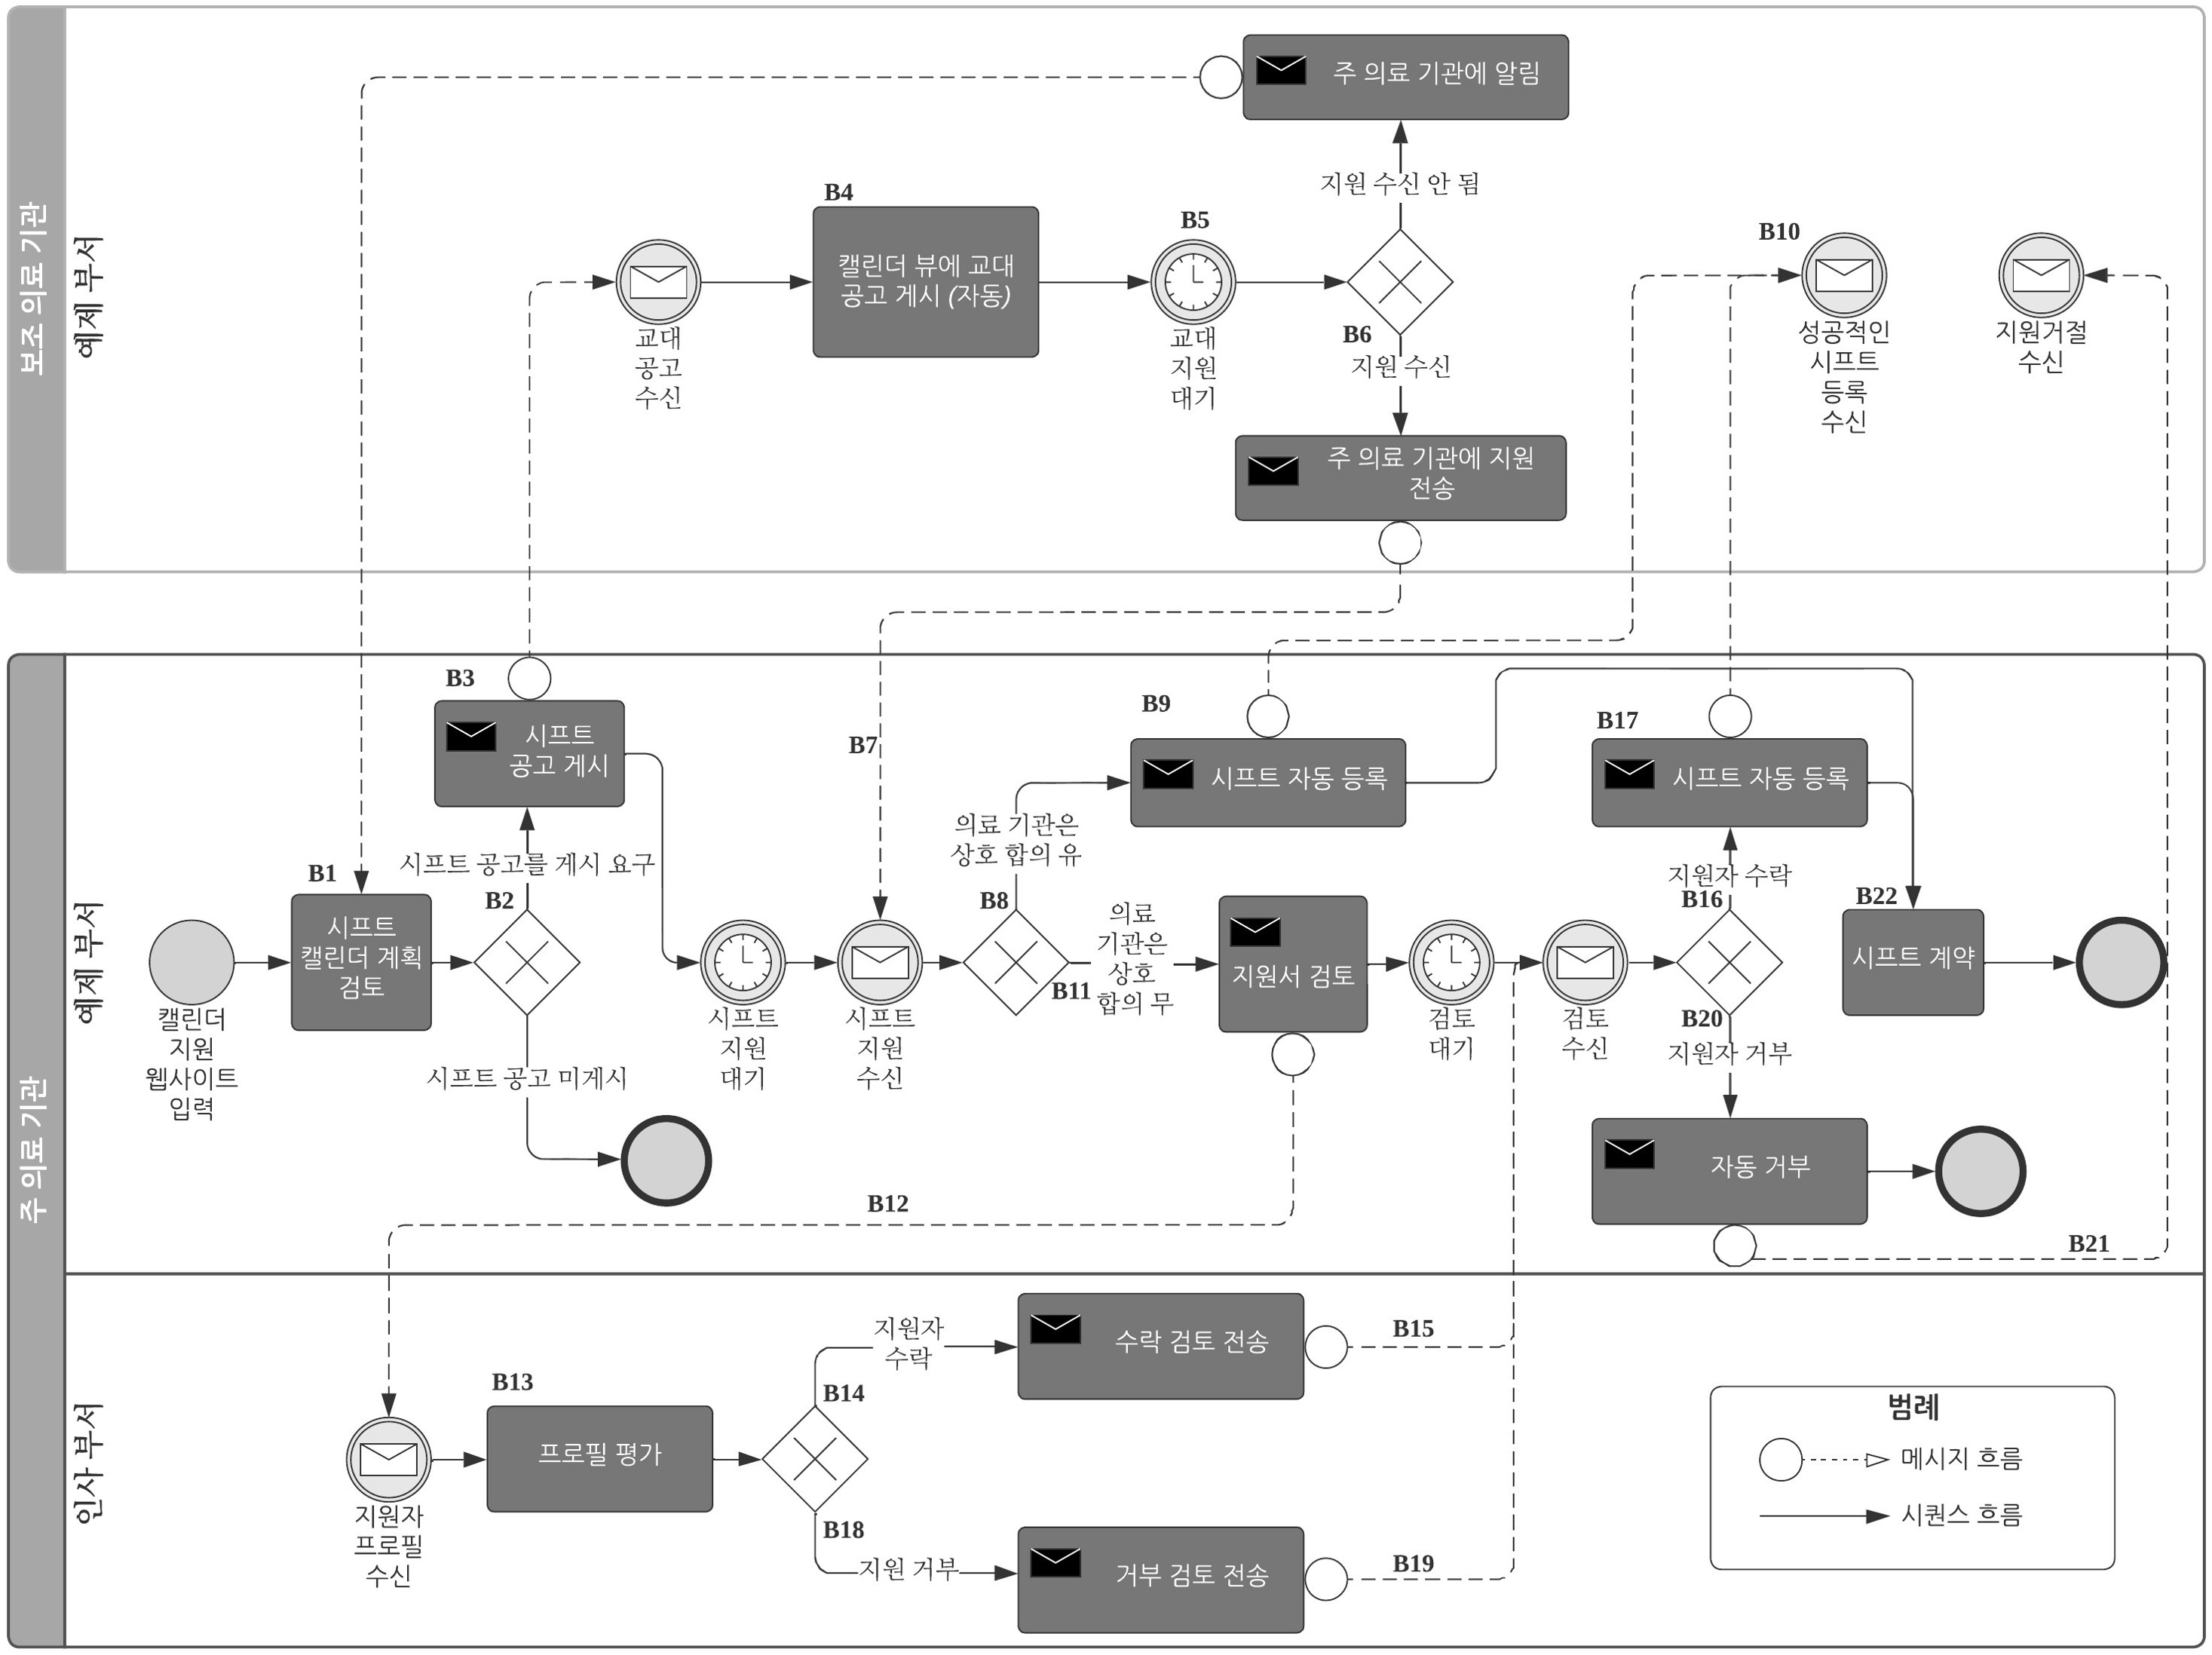 보조 의료 기관
예제 부서
주 의료 기관에 알림
지원 수신 안 됨
B4
캘린더 뷰에 교대
공고 게시 (자동)
B5
B6
교대
공고
수신
교대
지원
대기
지원 수신
주 의료 기관에 지원
전송
B10
성공적인
시프트
등록
수신
지원거절
수신
주 의료 기관
예제 부서
B3
시프트
공고 게시
B7
B9
시프트 자동 등록
B17
시프트 자동 등록
의료 기관은
상호 합의 유
시프트 공고를 게시 요구
지원자 수락
B1
B2
B8
B16
B22
시프트
캘린더 계획
검토
의료
기관은
상호
합의 무
B11
지원서 검토
시프트 계약
캘린더
지원
웹사이트
입력
시프트
지원
대기
시프트
지원
수신
검토
대기
검토
수신
B20
지원자 거부
시프트 공고 미게시
자동 거부
B12
B21
인사 부서
지원자
수락
수락 검토 전송
B15
B13
B14
프로필 평가
지원자
프로필
수신
B18
지원 거부
거부 검토 전송
B19
범례
메시지 흐름
시퀀스 흐름